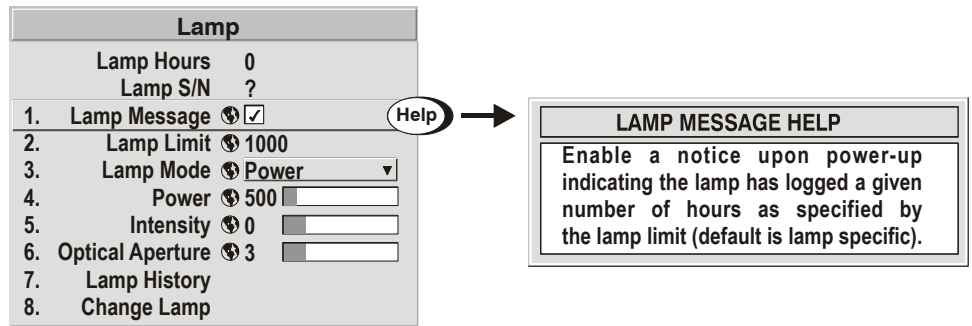 Lamp
Lamp Hours 0
Lamp S/N ?
1. Lamp Message ✓
2. Lamp Limit 1000
3. Lamp Mode Power ▼
4. Power 500
5. Intensity 0
6. Optical Aperture 3
7. Lamp History
8. Change Lamp
Help
LAMP MESSAGE HELP
Enable a notice upon power-up
indicating the lamp has logged a given
number of hours as specified by
the lamp limit (default is lamp specific).